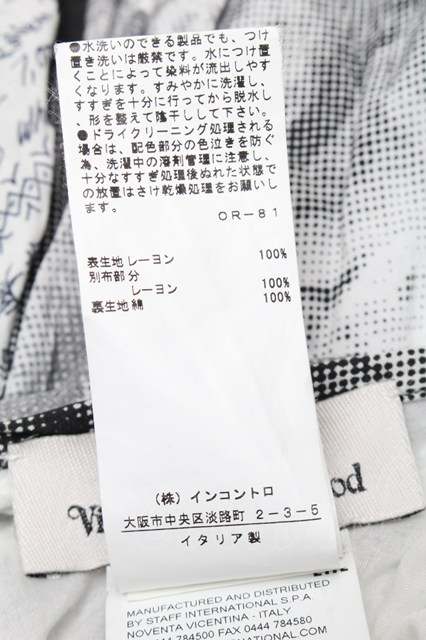 ●水洗いのできる製品でも、つけ
置き洗いは厳禁です。水につけ置
くことによって染料が流出しやす
くなります。すみやかに洗濯し、
すすぎを十分に行ってから脱水し
、形を整えて陰干しして下さい。
●ドライクリーニング処理される
場合は、配色部分の色泣きを防ぐ
為、洗濯中の溶剤管理に注意し、
十分なすすぎ処理後ぬれた状態で
の放置はさけ乾燥処理をお願いし
ます。
OR-81
表生地 レーヨン 100%
別布部分
レーヨン 100%
裏生地 綿 100%
(株) インコントロ
大阪市中央区淡路町 2-3-5
イタリア製
MANUFACTURED AND DISTRIBUTED
BY STAFF INTERNATIONAL S.P.A
NOVENTA VICENTINA - ITALY
784500 FAX 0444 784580
INTERNATIONAL.COM